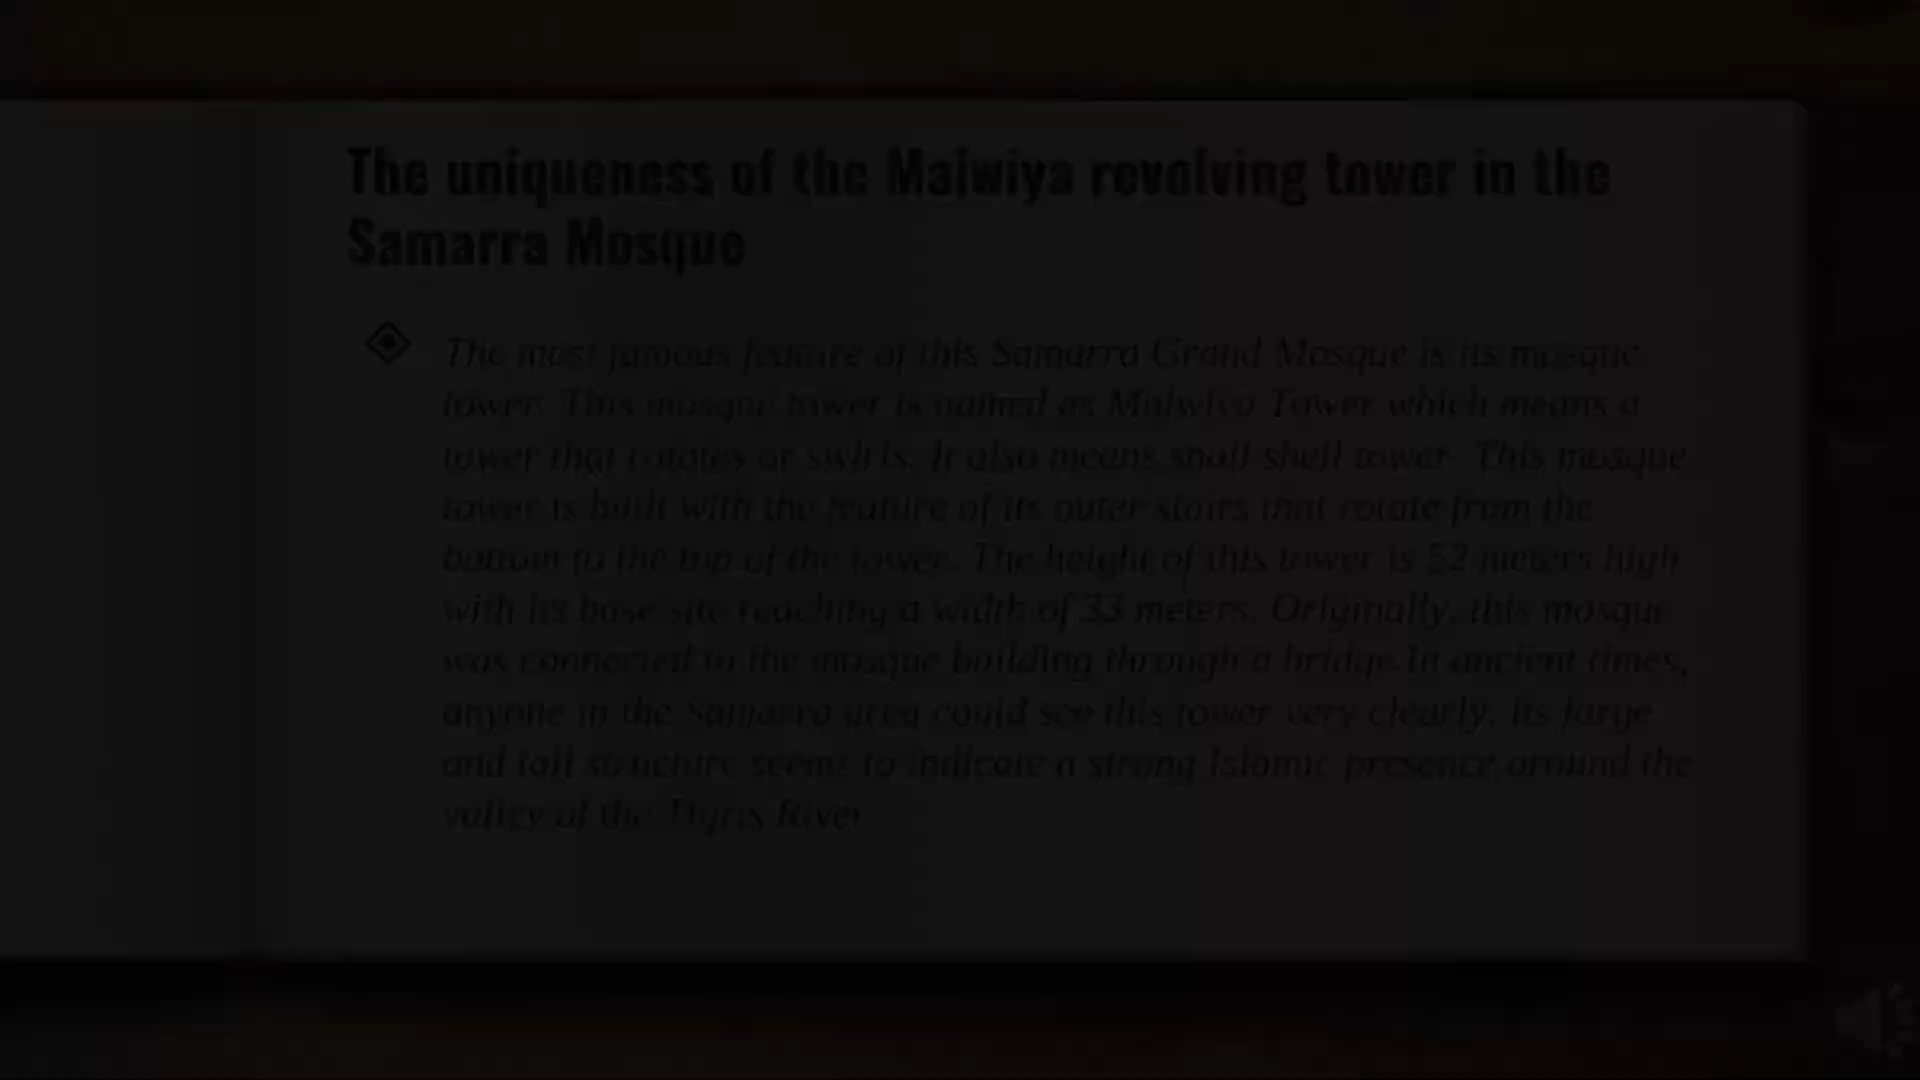 The uniqueness of the Malwiya revolving tower in the
Samarra Mosque
The most famous feature of this Samarra Grand Mosque is its mosque
tower. This mosque tower is named as Malwiya Tower which means a
tower that rotates or swirls. It also means snail shell tower. This mosque
tower is built with the feature of its outer stairs that rotate from the
bottom to the top of the tower. The height of this tower is 52 meters high
with its base site reaching a width of 33 meters. Originally, this mosque
was connected to the mosque building through a bridge.In ancient times,
anyone in the Samarra area could see this tower very clearly. Its large
and tall structure seems to indicate a strong Islamic presence around the
valley of the Tigris River